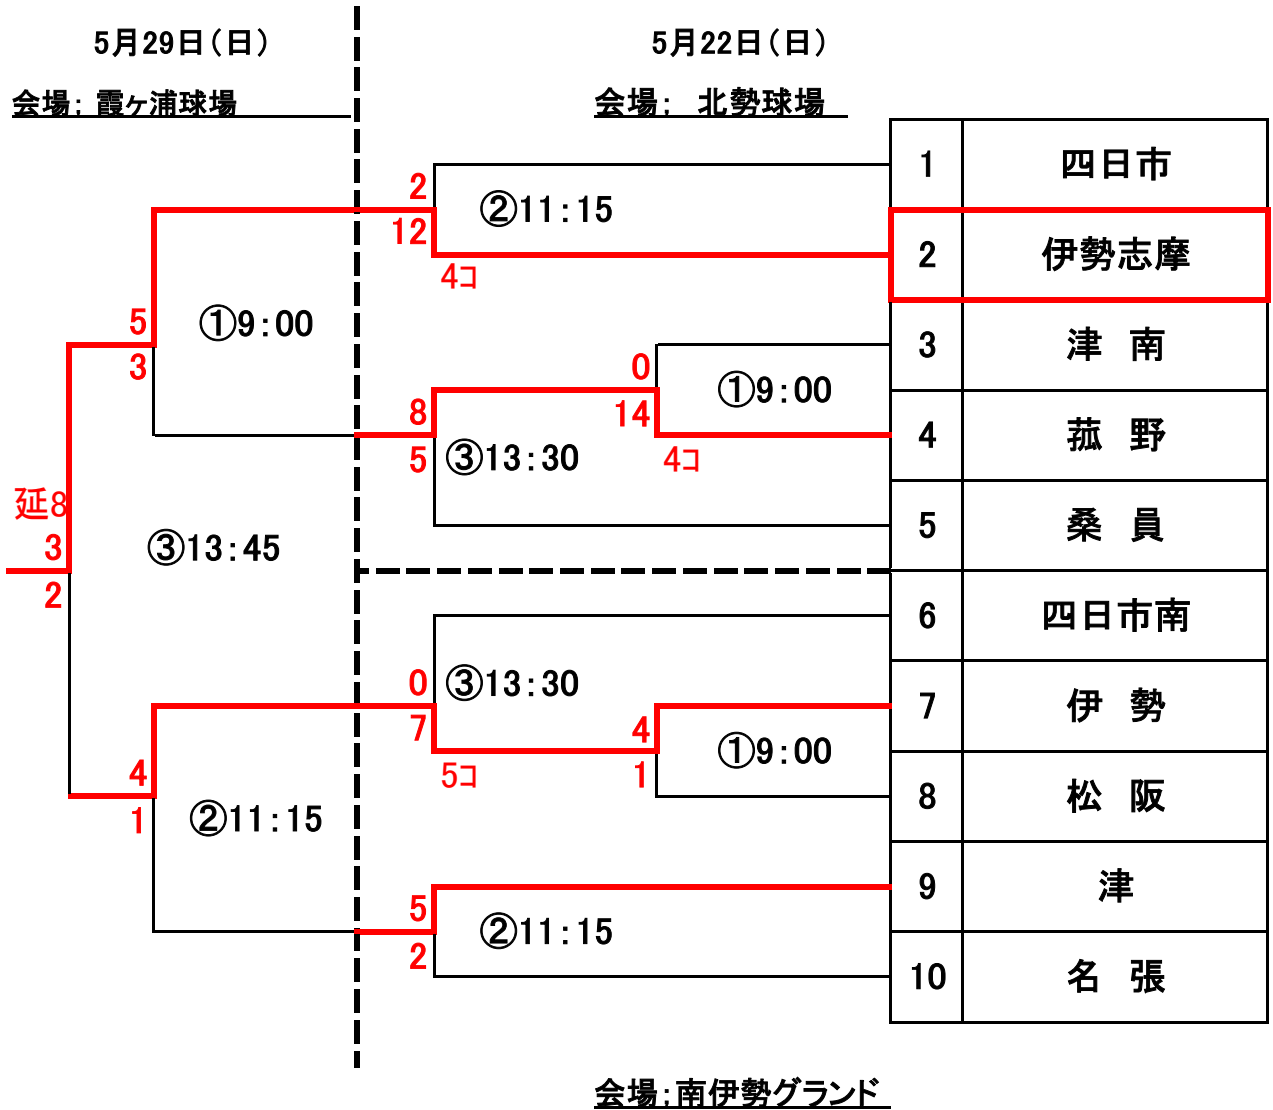 5月29日(日)
5月22日(日)
会場; 霞ヶ浦球場
会場; 北勢球場
1 四日市
2
②11:15
12
4コ
2 伊勢志摩
5
①9:00
3
0
①9:00
14
4コ
3 津 南
8
③13:30
5
4 菰野
延8
3
③13:45
2
5 桑 員
6 四日市南
0
③13:30
7
5コ
4
①9:00
1
7 伊 勢
4
②11:15
1
8 松 阪
5
②11:15
2
9 津
10 名 張
会場;南伊勢グランド